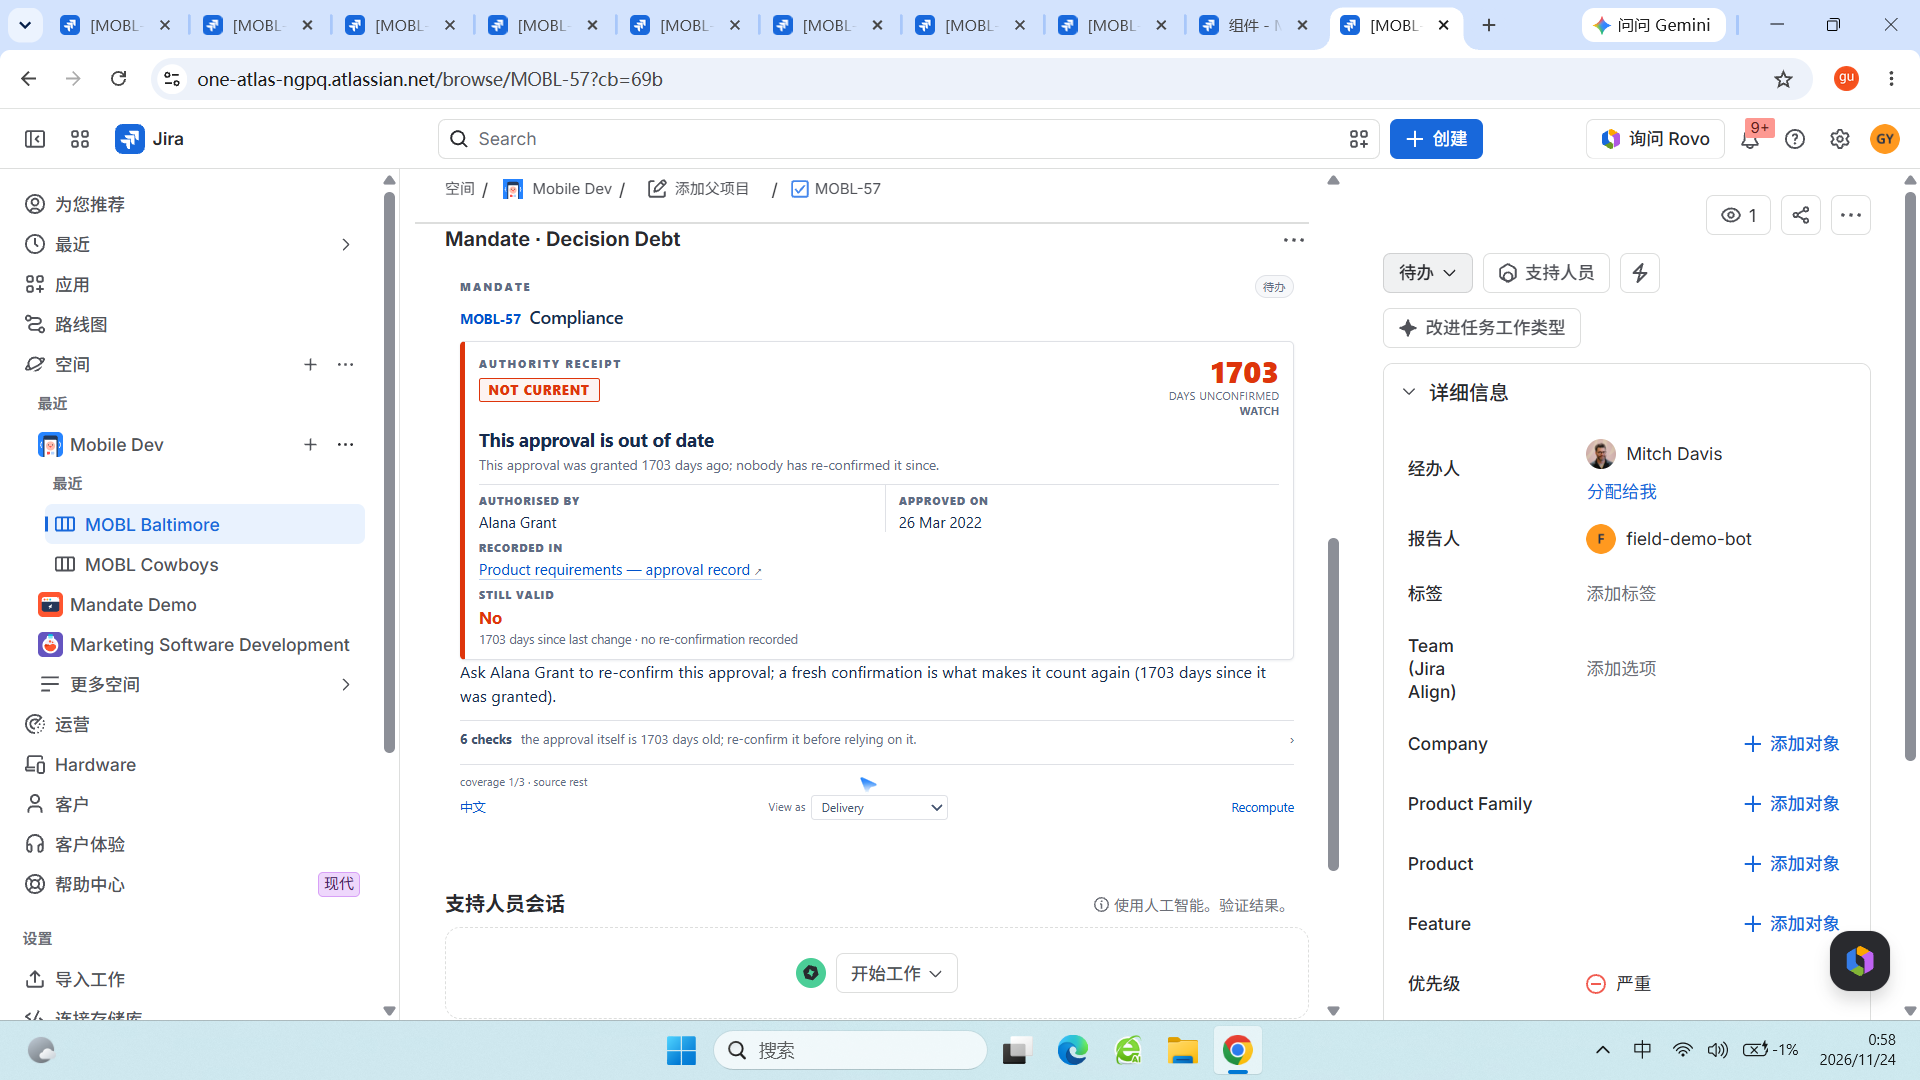 [MOBL-
[MOBL-
[MOBL-
[MOBL-
[MOBL-
[MOBL-
[MOBL-
[MOBL-
组件 - M
[MOBL-
问问 Gemini
one-atlas-ngpq.atlassian.net/browse/MOBL-57?cb=69b
gu
Jira
Search
创建
询问 Rovo
9+
GY
为您推荐
最近
应用
路线图
空间
最近
Mobile Dev
最近
MOBL Baltimore
MOBL Cowboys
Mandate Demo
Marketing Software Development
更多空间
运营
Hardware
客户
客户体验
帮助中心
现代
设置
导入工作
连接存储库
空间 / Mobile Dev / 添加父项目 / MOBL-57
Mandate · Decision Debt
MANDATE
待办
MOBL-57 Compliance
AUTHORITY RECEIPT
NOT CURRENT
1703
DAYS UNCONFIRMED
WATCH
This approval is out of date
This approval was granted 1703 days ago; nobody has re-confirmed it since.
AUTHORISED BY
Alana Grant
APPROVED ON
26 Mar 2022
RECORDED IN
Product requirements — approval record ↗
STILL VALID
No
1703 days since last change · no re-confirmation recorded
Ask Alana Grant to re-confirm this approval; a fresh confirmation is what makes it count again (1703 days since it
was granted).
6 checks the approval itself is 1703 days old; re-confirm it before relying on it.
coverage 1/3 · source rest
中文
View as Delivery
Recompute
支持人员会话
使用人工智能。验证结果。
开始工作
1
待办
支持人员
改进任务工作类型
详细信息
经办人
Mitch Davis
分配给我
报告人
F
field-demo-bot
标签
添加标签
Team
(Jira
Align)
添加选项
Company
添加对象
Product Family
添加对象
Product
添加对象
Feature
添加对象
优先级
严重
搜索
中
-1%
0:58
2026/11/24